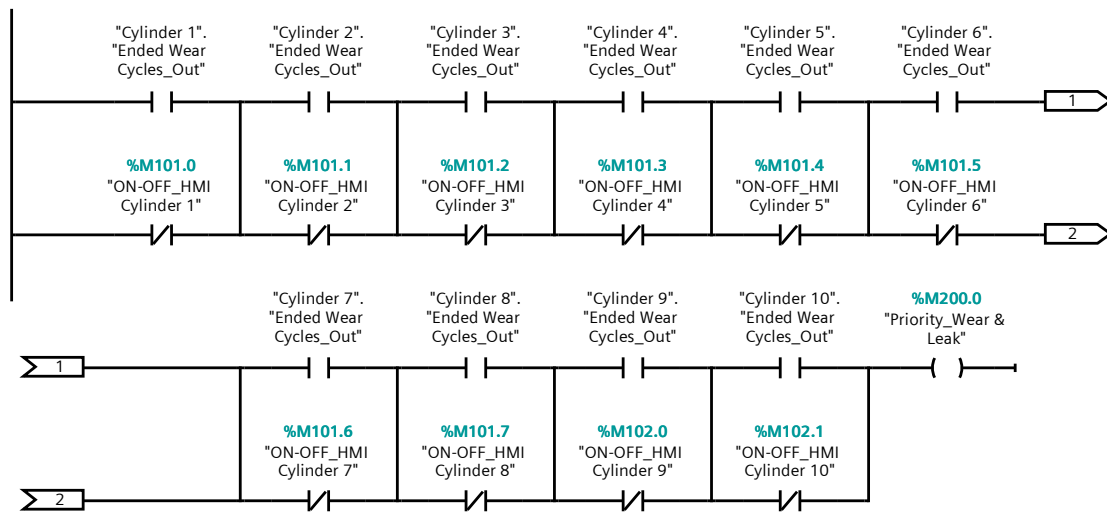 "Cylinder 1". "Cylinder 2". "Cylinder 3". "Cylinder 4". "Cylinder 5". "Cylinder 6".
"Ended Wear "Ended Wear "Ended Wear "Ended Wear "Ended Wear "Ended Wear
Cycles_Out" Cycles_Out" Cycles_Out" Cycles_Out" Cycles_Out" Cycles_Out"
1
%M101.0 %M101.1 %M101.2 %M101.3 %M101.4 %M101.5
"ON-OFF_HMI "ON-OFF_HMI "ON-OFF_HMI "ON-OFF_HMI "ON-OFF_HMI "ON-OFF_HMI
Cylinder 1" Cylinder 2" Cylinder 3" Cylinder 4" Cylinder 5" Cylinder 6"
2
"Cylinder 7". "Cylinder 8". "Cylinder 9". "Cylinder 10". %M200.0
"Ended Wear "Ended Wear "Ended Wear "Ended Wear "Priority_Wear &
Cycles_Out" Cycles_Out" Cycles_Out" Cycles_Out" Leak"
1
%M101.6 %M101.7 %M102.0 %M102.1
"ON-OFF_HMI "ON-OFF_HMI "ON-OFF_HMI "ON-OFF_HMI
Cylinder 7" Cylinder 8" Cylinder 9" Cylinder 10"
2